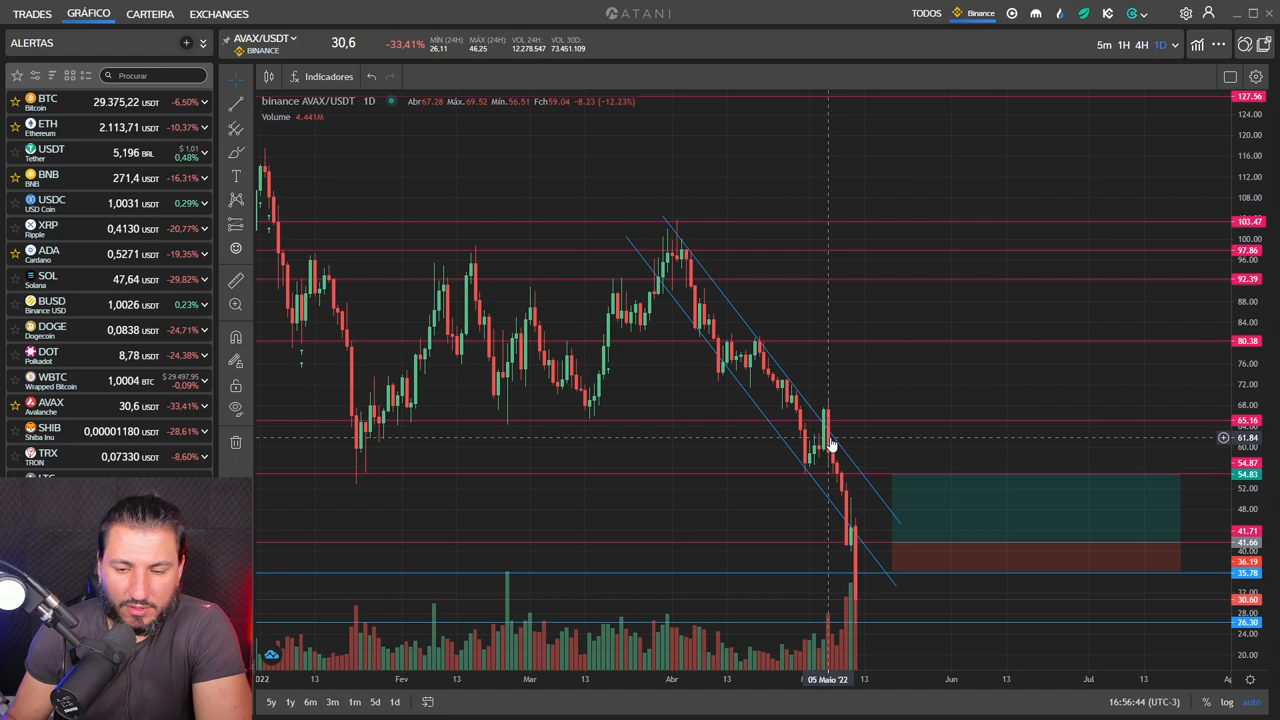 TRADES GRÁFICO CARTEIRA EXCHANGES
ATANI
TODOS Binance
ALERTAS
AVAX/USDT
BINANCE
30,6
-33,41%
MÍN (24H): MÁX (24H): VOL 24H.: VOL 30D.:
26,11 46,25 12.278.547 73.451.109
5m 1H 4H 1D
Procurar
Indicadores
binance AVAX/USDT · 1D Abr67.28 Máx.69.52 Mín.56.51 Fch59.04 -8.23 (-12.23%)
Volume 4.441M
BTC 29.375,22 USDT -6,50%
Bitcoin
ETH 2.113,71 USDT -10,37%
Ethereum
USDT 5,196 BRL $ 1,01
Tether 0,48%
BNB 271,4 USDT -16,31%
BNB
USDC 1,0031 USDT 0.29%
USD Coin
XRP 0,4130 USDT -20,77%
Ripple
ADA 0,5271 USDT -19,35%
Cardano
SOL 47,64 USDT -29,82%
Solana
BUSD 1,0026 USDT 0.23%
Binance USD
DOGE 0,0838 USDT -24,71%
Dogecoin
DOT 8,78 USDT -24,38%
Polkadot
WBTC 1,0004 BTC $ 29.497,95
Wrapped Bitcoin -0,09%
AVAX 30,6 USDT -33,41%
Avalanche
SHIB 0,00001180 USDT -28,61%
Shiba Inu
TRX 0,07330 USDT -8,60%
TRON
127.56
124.00
120.00
116.00
112.00
108.00
103.47
100.00
97.86
96.00
92.39
88.00
84.00
80.38
76.00
72.00
68.00
65.16
61.84
60.00
54.87
54.83
52.00
48.00
41.71
41.66
40.00
36.19
35.78
30.60
26.30
24.00
20.00
2022 13 Fev 13 Mar 13 Abr 13 05 Maio '22 13 Jun 13 Jul 13
5y 1y 6m 3m 1m 5d 1d
16:56:44 (UTC-3) % log auto